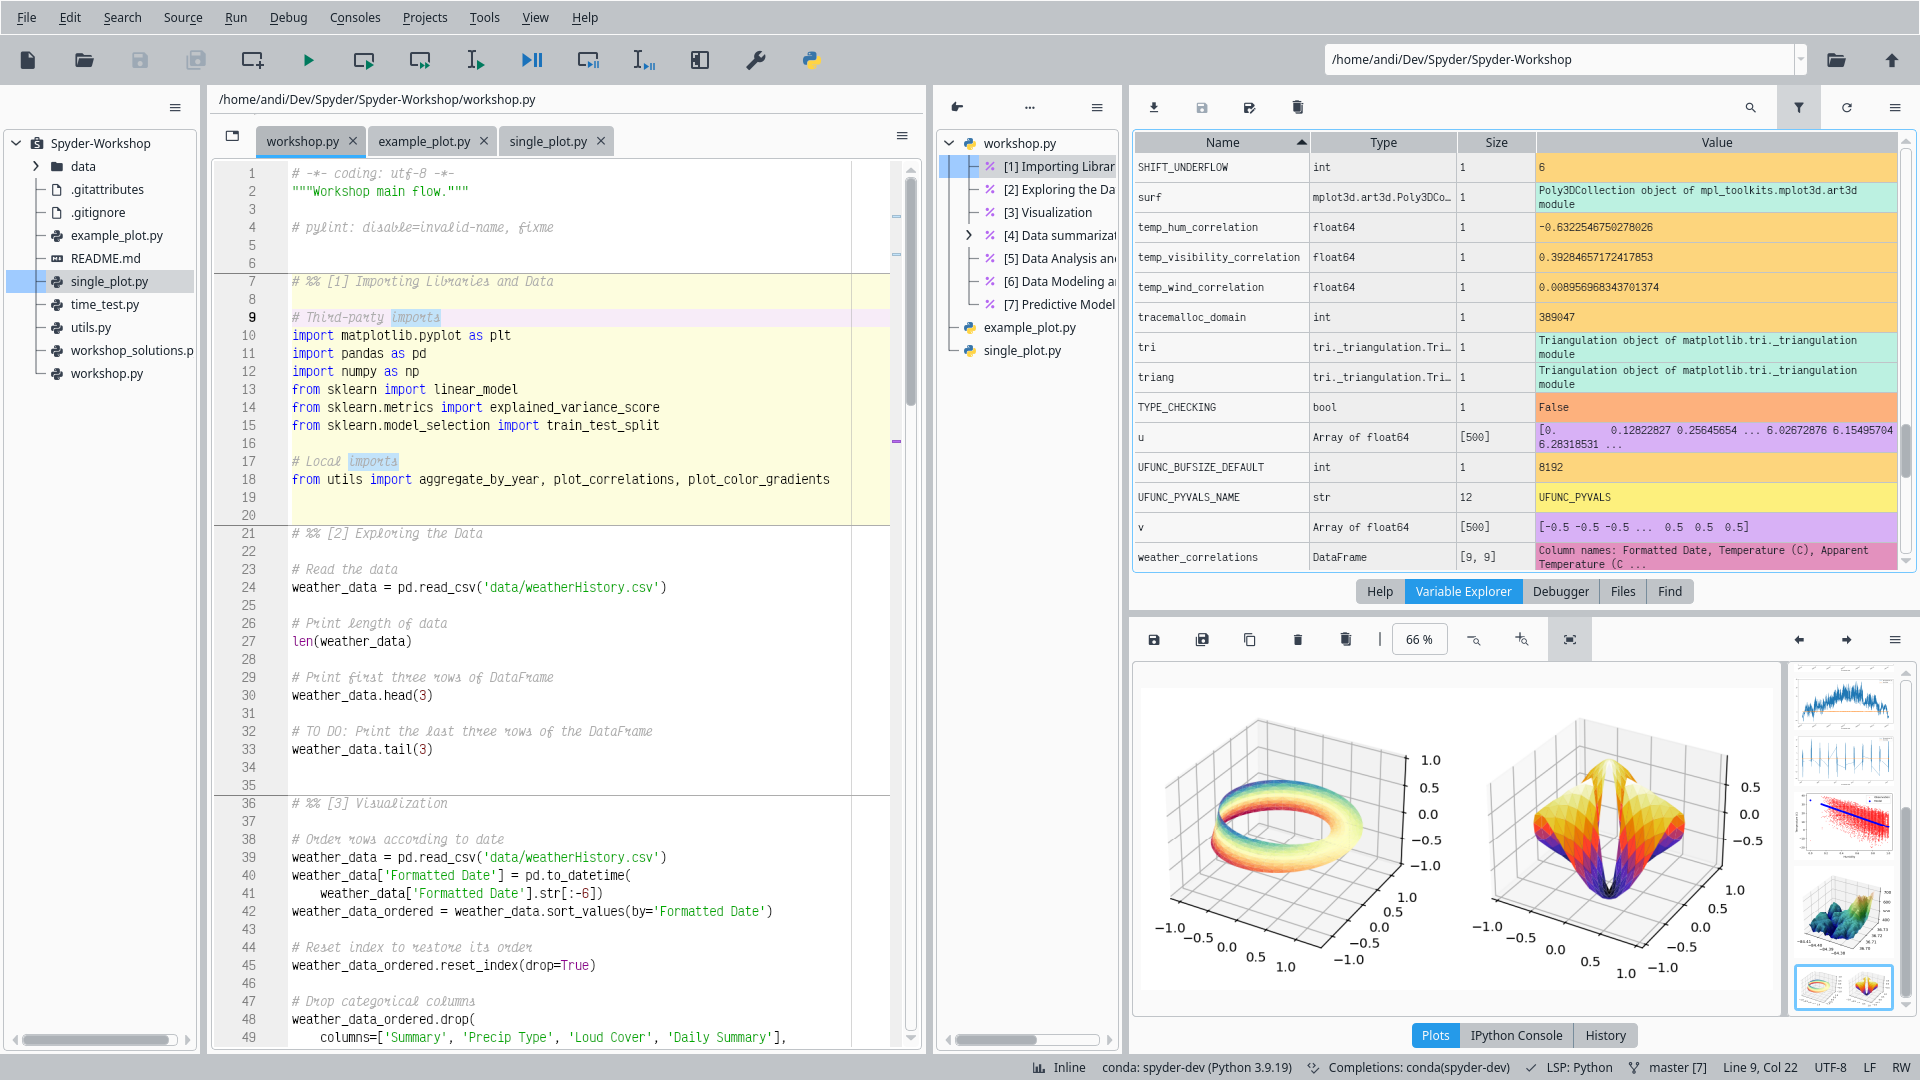 File Edit Search Source Run Debug Consoles Projects Tools View Help
/home/andi/Dev/Spyder/Spyder-Workshop
Spyder-Workshop
data
.gitattributes
.gitignore
example_plot.py
README.md
single_plot.py
time_test.py
utils.py
workshop_solutions.p
workshop.py
/home/andi/Dev/Spyder/Spyder-Workshop/workshop.py
workshop.py example_plot.py single_plot.py
1 # -*- coding: utf-8 -*-
2 """Workshop main flow."""
3
4 # pylint: disable=invalid-name, fixme
5
6
7 # %% [1] Importing Libraries and Data
8
9 # Third-party imports
10 import matplotlib.pyplot as plt
11 import pandas as pd
12 import numpy as np
13 from sklearn import linear_model
14 from sklearn.metrics import explained_variance_score
15 from sklearn.model_selection import train_test_split
16
17 # Local imports
18 from utils import aggregate_by_year, plot_correlations, plot_color_gradients
19
20
21 # %% [2] Exploring the Data
22
23 # Read the data
24 weather_data = pd.read_csv('data/weatherHistory.csv')
25
26 # Print length of data
27 len(weather_data)
28
29 # Print first three rows of DataFrame
30 weather_data.head(3)
31
32 # TO DO: Print the last three rows of the DataFrame
33 weather_data.tail(3)
34
35
36 # %% [3] Visualization
37
38 # Order rows according to date
39 weather_data = pd.read_csv('data/weatherHistory.csv')
40 weather_data['Formatted Date'] = pd.to_datetime(
41     weather_data['Formatted Date'].str[:-6])
42 weather_data_ordered = weather_data.sort_values(by='Formatted Date')
43
44 # Reset index to restore its order
45 weather_data_ordered.reset_index(drop=True)
46
47 # Drop categorical columns
48 weather_data_ordered.drop(
49     columns=['Summary', 'Precip Type', 'Loud Cover', 'Daily Summary'],
...
workshop.py
[1] Importing Librar
[2] Exploring the Da
[3] Visualization
[4] Data summarizat
[5] Data Analysis an
[6] Data Modeling a
[7] Predictive Model
example_plot.py
single_plot.py
Name Type Size Value
SHIFT_UNDERFLOW int 1 6
surf mplot3d.art3d.Poly3DCo… 1 Poly3DCollection object of mpl_toolkits.mplot3d.art3d
module
temp_hum_correlation float64 1 -0.6322546750278026
temp_visibility_correlation float64 1 0.39284657172417853
temp_wind_correlation float64 1 0.008956968343701374
tracemalloc_domain int 1 389047
tri tri._triangulation.Tri… 1 Triangulation object of matplotlib.tri._triangulation
module
triang tri._triangulation.Tri… 1 Triangulation object of matplotlib.tri._triangulation
module
TYPE_CHECKING bool 1 False
u Array of float64 [500] [0. 0.12822827 0.25645654 ... 6.02672876 6.15495704
6.28318531 ...
UFUNC_BUFSIZE_DEFAULT int 1 8192
UFUNC_PYVALS_NAME str 12 UFUNC_PYVALS
v Array of float64 [500] [-0.5 -0.5 -0.5 ... 0.5 0.5 0.5]
weather_correlations DataFrame [9, 9] Column names: Formatted Date, Temperature (C), Apparent
Temperature (C ...
Help Variable Explorer Debugger Files Find
66 %
1.0
0.5
0.0
−0.5
−1.0
1.0
0.5
0.0
−0.5
−1.0
−1.0
−0.5
0.0
0.5
1.0
0.5
0.0
−0.5
1.0
0.5
0.0
−0.5
−1.0
−1.0
−0.5
0.0
0.5
1.0
Plots IPython Console History
Inline conda: spyder-dev (Python 3.9.19) Completions: conda(spyder-dev) LSP: Python master [7] Line 9, Col 22 UTF-8 LF RW